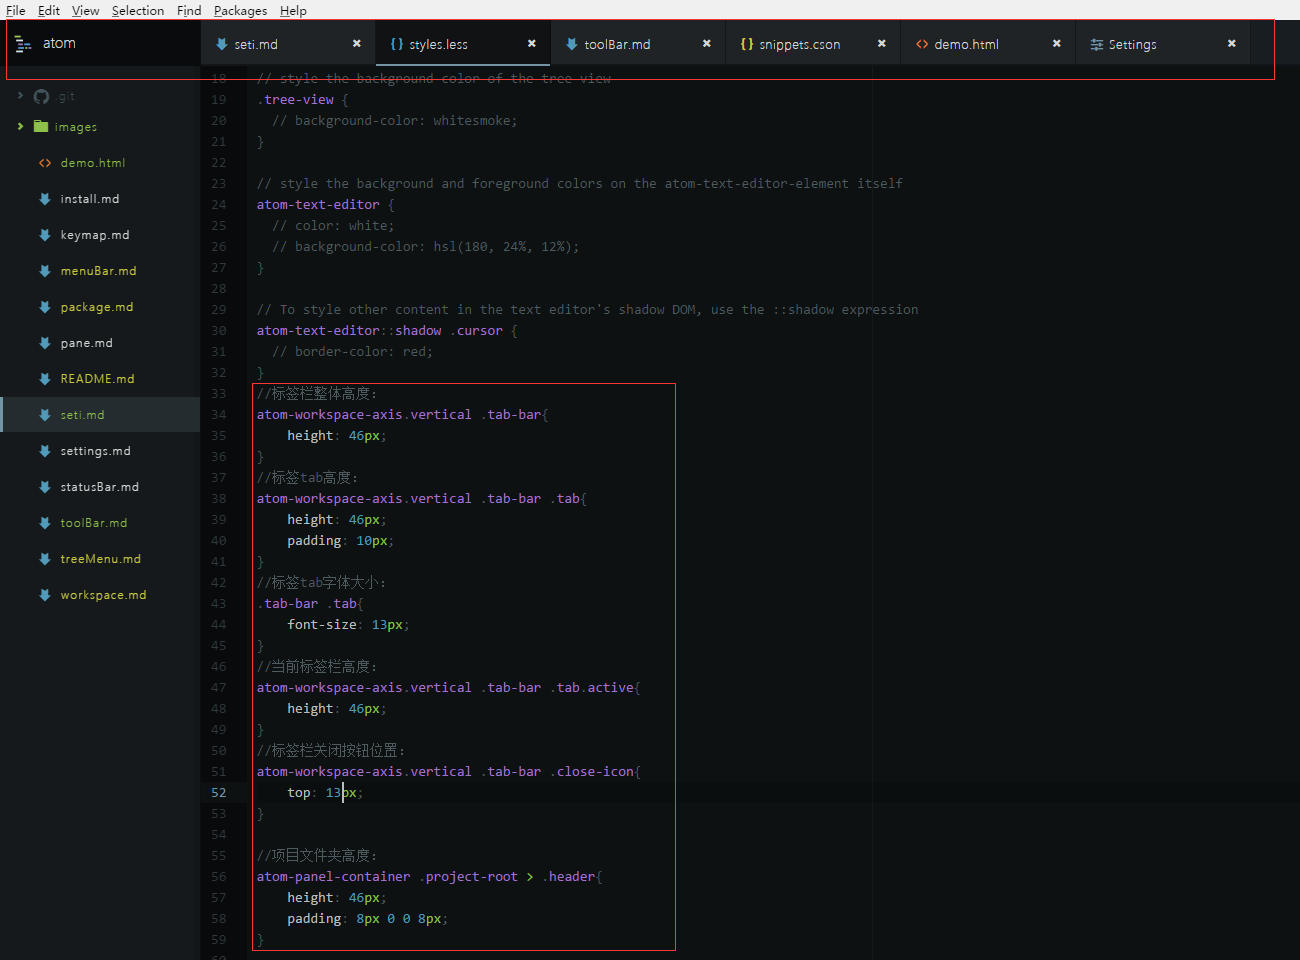 File Edit View Selection Find Packages Help
atom
seti.md
{} styles.less
toolBar.md
{} snippets.cson
<> demo.html
Settings
.git
images
<> demo.html
install.md
keymap.md
menuBar.md
package.md
pane.md
README.md
seti.md
settings.md
statusBar.md
toolBar.md
treeMenu.md
workspace.md
18 // style the background color of the tree view
19 .tree-view {
20 // background-color: whitesmoke;
21 }
22
23 // style the background and foreground colors on the atom-text-editor-element itself
24 atom-text-editor {
25 // color: white;
26 // background-color: hsl(180, 24%, 12%);
27 }
28
29 // To style other content in the text editor's shadow DOM, use the ::shadow expression
30 atom-text-editor::shadow .cursor {
31 // border-color: red;
32 }
33 //标签栏整体高度：
34 atom-workspace-axis.vertical .tab-bar{
35 height: 46px;
36 }
37 //标签tab高度：
38 atom-workspace-axis.vertical .tab-bar .tab{
39 height: 46px;
40 padding: 10px;
41 }
42 //标签tab字体大小：
43 .tab-bar .tab{
44 font-size: 13px;
45 }
46 //当前标签栏高度：
47 atom-workspace-axis.vertical .tab-bar .tab.active{
48 height: 46px;
49 }
50 //标签栏关闭按钮位置：
51 atom-workspace-axis.vertical .tab-bar .close-icon{
52 top: 13px;
53 }
54
55 //项目文件夹高度：
56 atom-panel-container .project-root > .header{
57 height: 46px;
58 padding: 8px 0 0 8px;
59 }
60